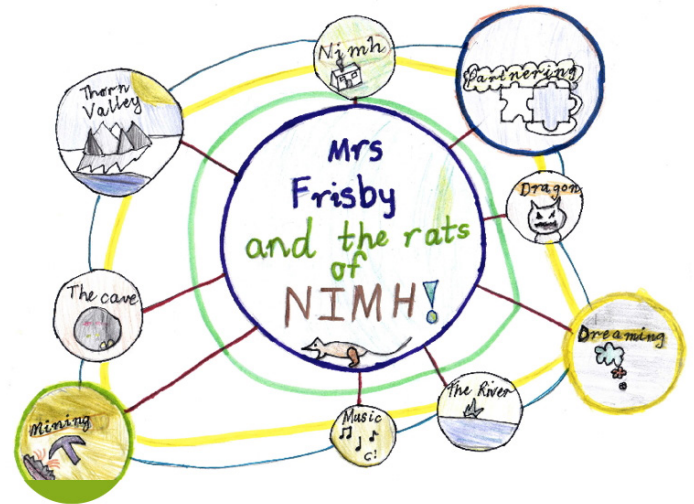 Mrs
Frisby
and the rats
of
NIMH!
Nimh
Partnering
Dragon
Dreaming
The River
Music
C!
Mining
The cave
Thorn
Valley